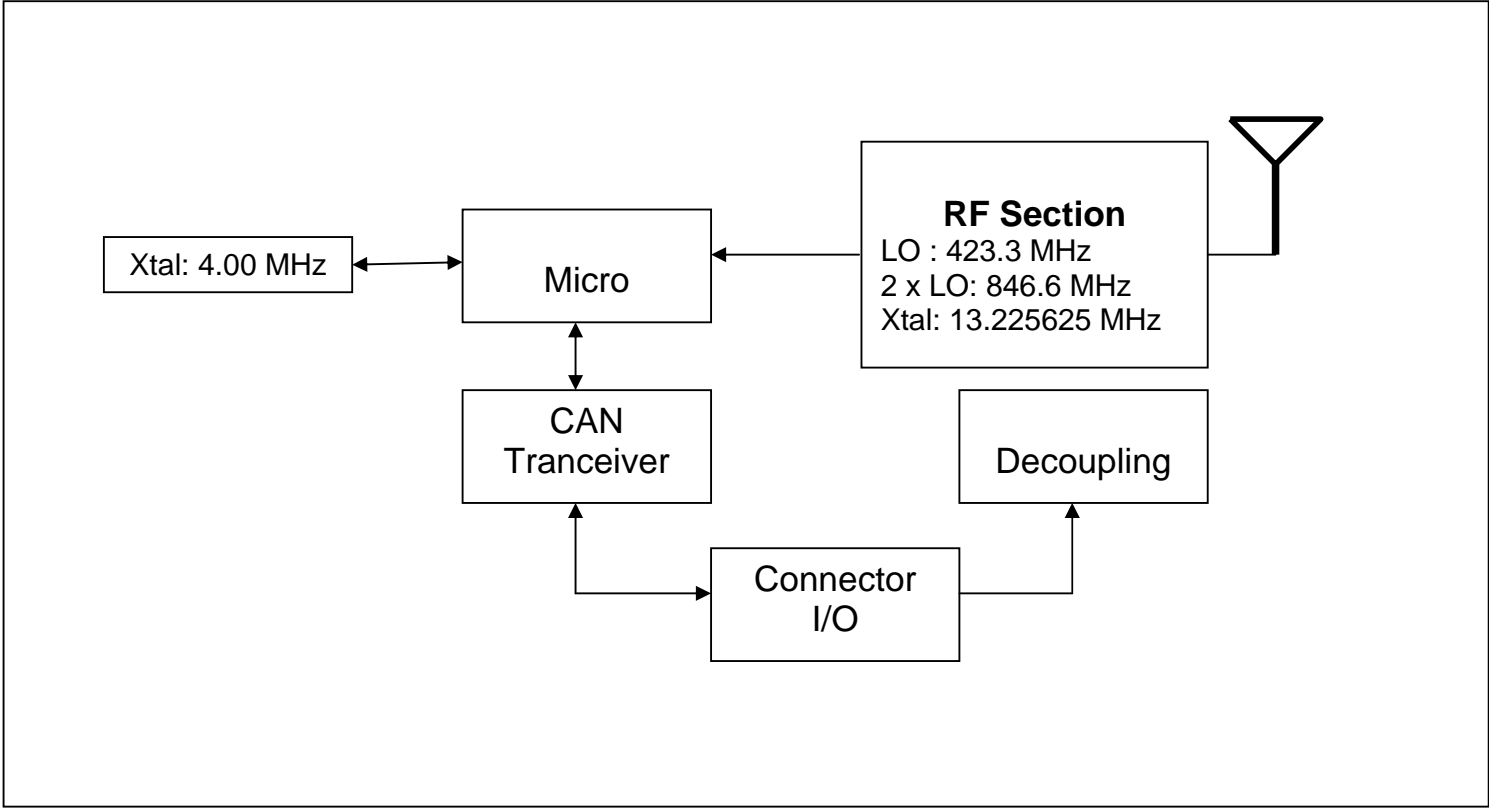 RF Section
LO : 423.3 MHz
2 x LO: 846.6 MHz
Xtal: 13.225625 MHz
Xtal: 4.00 MHz
Micro
CAN
Tranceiver
Decoupling
Connector
I/O